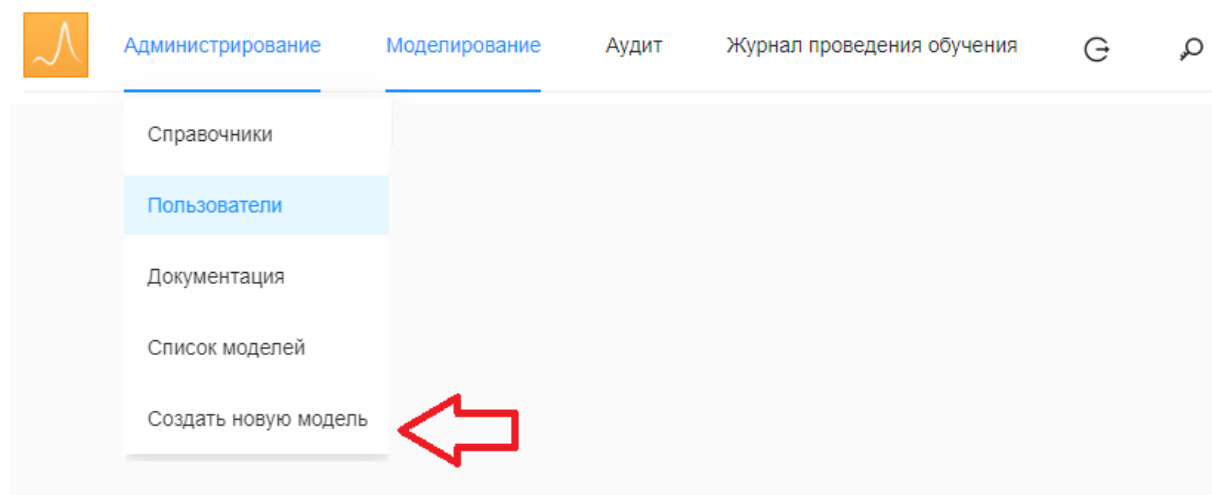 Администрирование Моделирование Аудит Журнал проведения обучения
Справочники
Пользователи
Документация
Список моделей
Создать новую модель